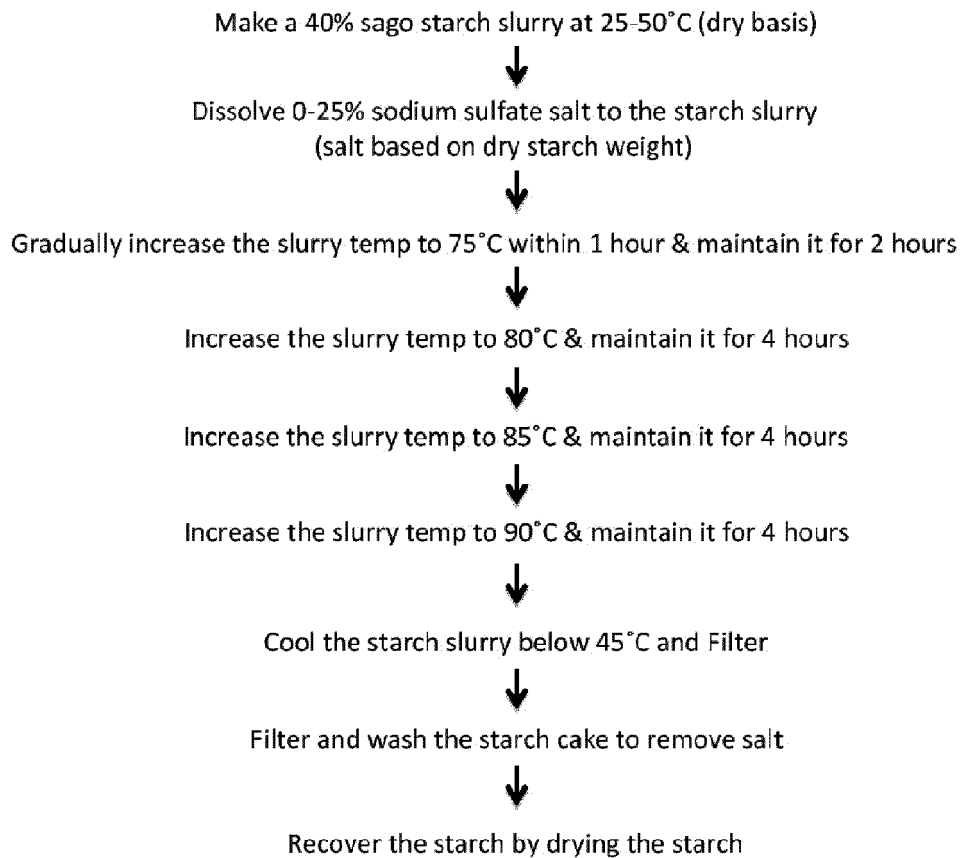 Make a 40% sago starch slurry at 25-50˚C (dry basis)
Dissolve 0-25% sodium sulfate salt to the starch slurry
(salt based on dry starch weight)
Gradually increase the slurry temp to 75˚C within 1 hour & maintain it for 2 hours
Increase the slurry temp to 80˚C & maintain it for 4 hours
Increase the slurry temp to 85˚C & maintain it for 4 hours
Increase the slurry temp to 90˚C & maintain it for 4 hours
Cool the starch slurry below 45˚C and Filter
Filter and wash the starch cake to remove salt
Recover the starch by drying the starch